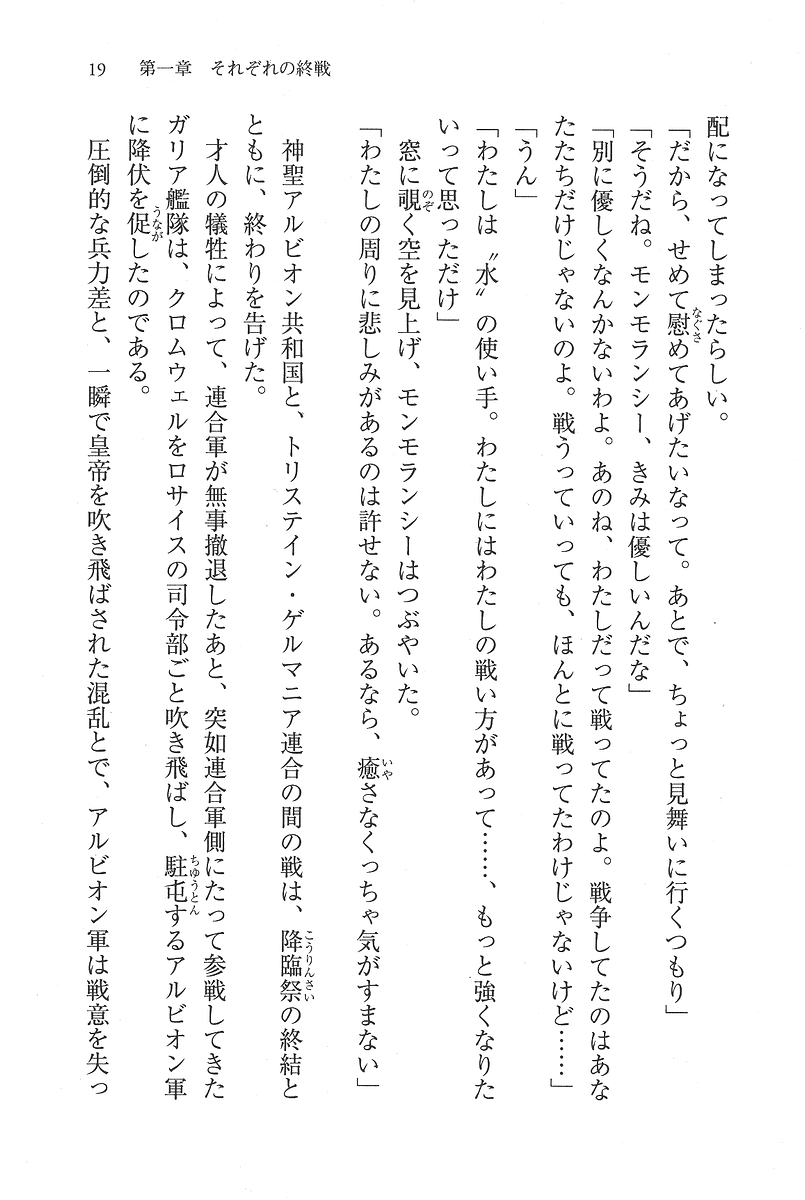 19　第一章　それぞれの終戦
配になってしまったらしい。
「だから、せめて慰めてあげたいなって。あとで、ちょっと見舞いに行くつもり」
「そうだね。モンモランシー、きみは優しいんだな」
「別に優しくなんかないわよ。あのね、わたしだって戦ってたのよ。戦争してたのはあな
たたちだけじゃないのよ。戦うっていっても、ほんとに戦ってたわけじゃないけど……」
「うん」
「わたしは〝水〟の使い手。わたしにはわたしの戦い方があって……、もっと強くなりた
いって思っただけ」
窓に覗く空を見上げ、モンモランシーはつぶやいた。
「わたしの周りに悲しみがあるのは許せない。あるなら、癒さなくっちゃ気がすまない」
神聖アルビオン共和国と、トリステイン・ゲルマニア連合の間の戦は、降臨祭の終結と
ともに、終わりを告げた。
才人の犠牲によって、連合軍が無事撤退したあと、突如連合軍側にたって参戦してきた
ガリア艦隊は、クロムウェルをロサイスの司令部ごと吹き飛ばし、駐屯するアルビオン軍
に降伏を促したのである。
圧倒的な兵力差と、一瞬で皇帝を吹き飛ばされた混乱とで、アルビオン軍は戦意を失っ